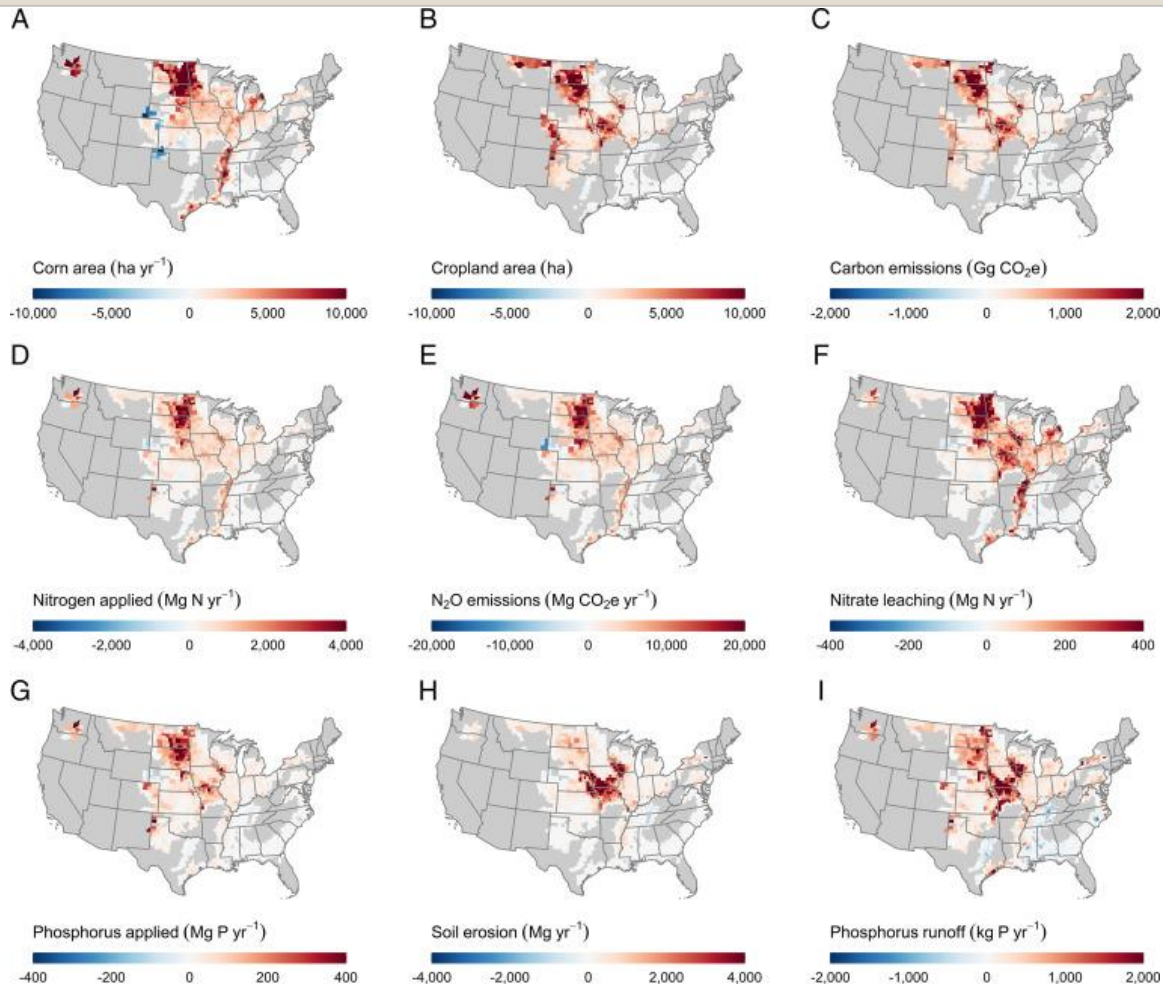 A
B
C
Corn area (ha yr⁻¹)
Cropland area (ha)
Carbon emissions (Gg CO₂e)
-10,000 -5,000 0 5,000 10,000
-10,000 -5,000 0 5,000 10,000
-2,000 -1,000 0 1,000 2,000
D
E
F
Nitrogen applied (Mg N yr⁻¹)
N₂O emissions (Mg CO₂e yr⁻¹)
Nitrate leaching (Mg N yr⁻¹)
-4,000 -2,000 0 2,000 4,000
-20,000 -10,000 0 10,000 20,000
-400 -200 0 200 400
G
H
I
Phosphorus applied (Mg P yr⁻¹)
Soil erosion (Mg yr⁻¹)
Phosphorus runoff (kg P yr⁻¹)
-400 -200 0 200 400
-4,000 -2,000 0 2,000 4,000
-2,000 -1,000 0 1,000 2,000